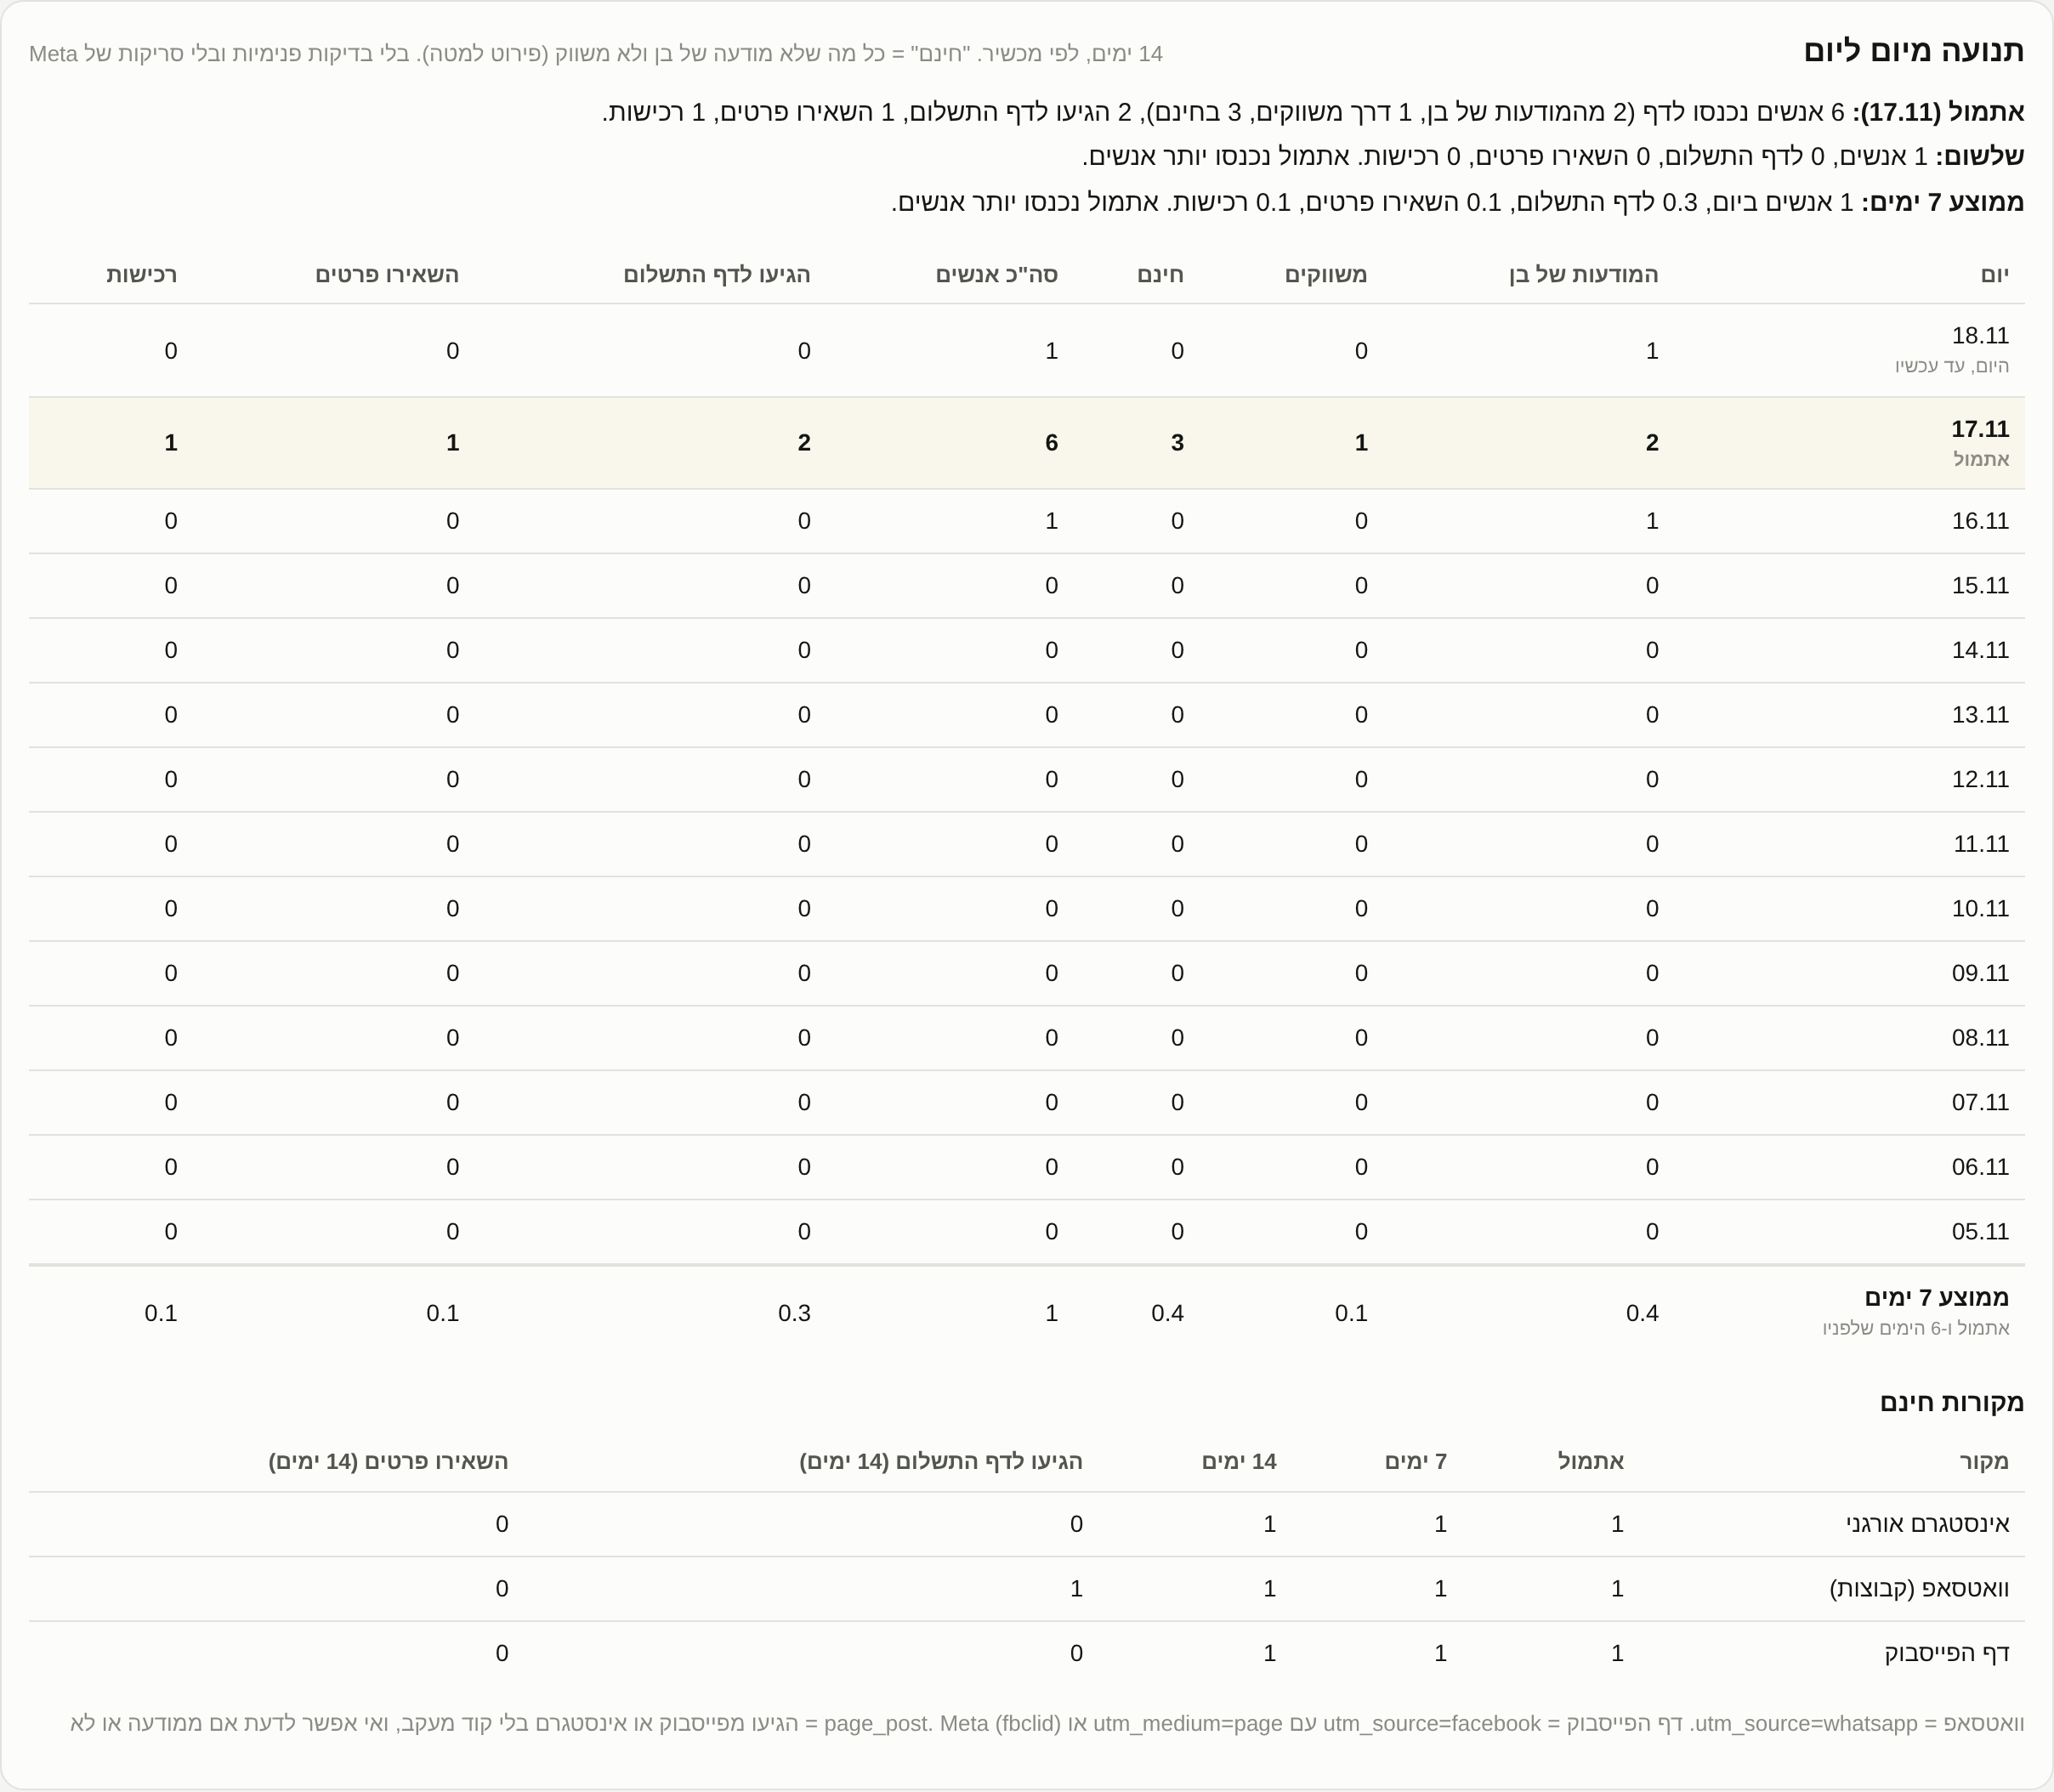 תנועה מיום ליום
14 ימים, לפי מכשיר. "חינם" = כל מה שלא מודעה של בן ולא משווק (פירוט למטה). בלי בדיקות פנימיות ובלי סריקות של Meta
אתמול (17.11): 6 אנשים נכנסו לדף (2 מהמודעות של בן, 1 דרך משווקים, 3 בחינם), 2 הגיעו לדף התשלום, 1 השאירו פרטים, 1 רכישות.
שלשום: 1 אנשים, 0 לדף התשלום, 0 השאירו פרטים, 0 רכישות. אתמול נכנסו יותר אנשים.
ממוצע 7 ימים: 1 אנשים ביום, 0.3 לדף התשלום, 0.1 השאירו פרטים, 0.1 רכישות. אתמול נכנסו יותר אנשים.
יום המודעות של בן משווקים חינם סה"כ אנשים הגיעו לדף התשלום השאירו פרטים רכישות
18.11 1 0 0 1 0 0 0
היום, עד עכשיו
17.11 2 1 3 6 2 1 1
אתמול
16.11 1 0 0 1 0 0 0
15.11 0 0 0 0 0 0 0
14.11 0 0 0 0 0 0 0
13.11 0 0 0 0 0 0 0
12.11 0 0 0 0 0 0 0
11.11 0 0 0 0 0 0 0
10.11 0 0 0 0 0 0 0
09.11 0 0 0 0 0 0 0
08.11 0 0 0 0 0 0 0
07.11 0 0 0 0 0 0 0
06.11 0 0 0 0 0 0 0
05.11 0 0 0 0 0 0 0
ממוצע 7 ימים 0.4 0.1 0.4 1 0.3 0.1 0.1
אתמול ו-6 הימים שלפניו
מקורות חינם
מקור אתמול 7 ימים 14 ימים הגיעו לדף התשלום (14 ימים) השאירו פרטים (14 ימים)
אינסטגרם אורגני 1 1 1 0 0
וואטסאפ (קבוצות) 1 1 1 1 0
דף הפייסבוק 1 1 1 0 0
וואטסאפ = utm_source=whatsapp. דף הפייסבוק = utm_source=facebook עם utm_medium=page או page_post. Meta (fbclid) = הגיעו מפייסבוק או אינסטגרם בלי קוד מעקב, ואי אפשר לדעת אם ממודעה או לא